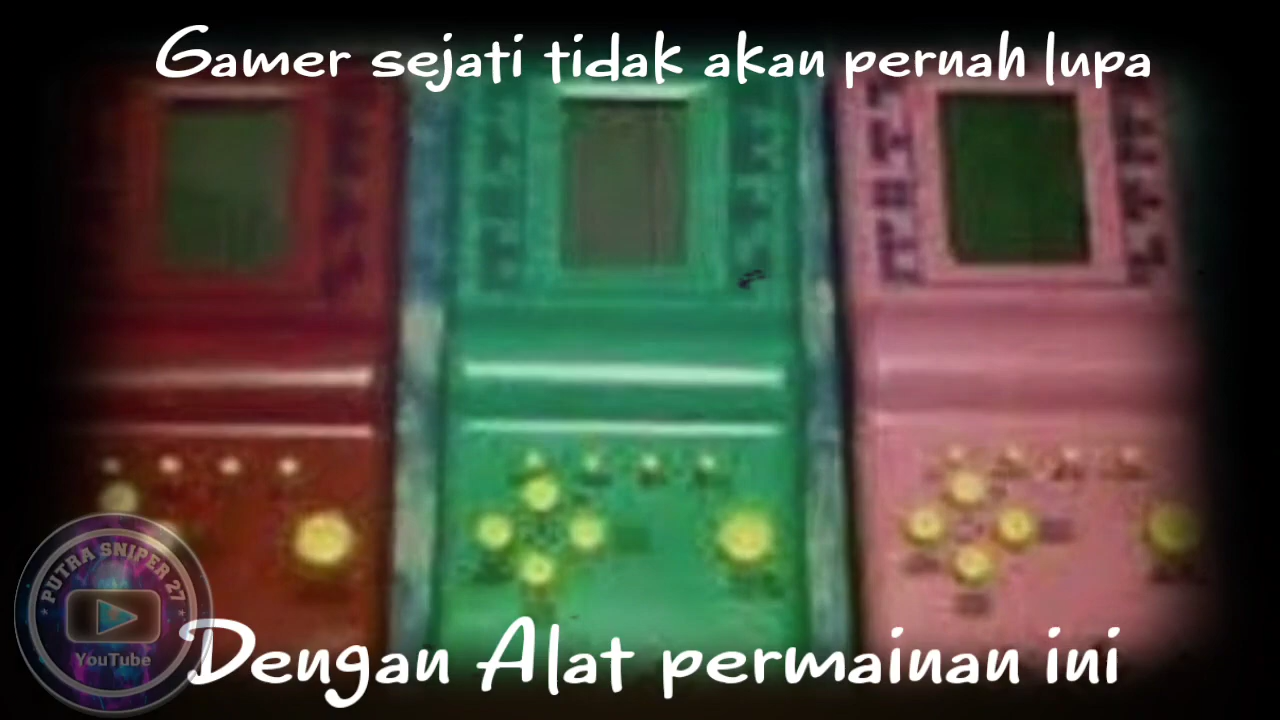 Gamer sejati tidak akan pernah lupa
PUTRA SNIPER 27
YouTube
Dengan Alat permainan ini